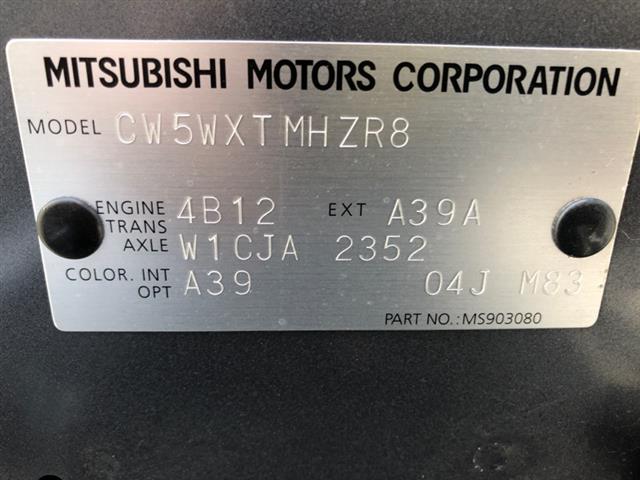 MITSUBISHI MOTORS CORPORATION
MODEL CW5WXTMHZR8
ENGINE 4B12 EXT A39A
TRANS
AXLE W1CJA 2352
COLOR. INT A39 04J M83
OPT
PART NO.:MS903080